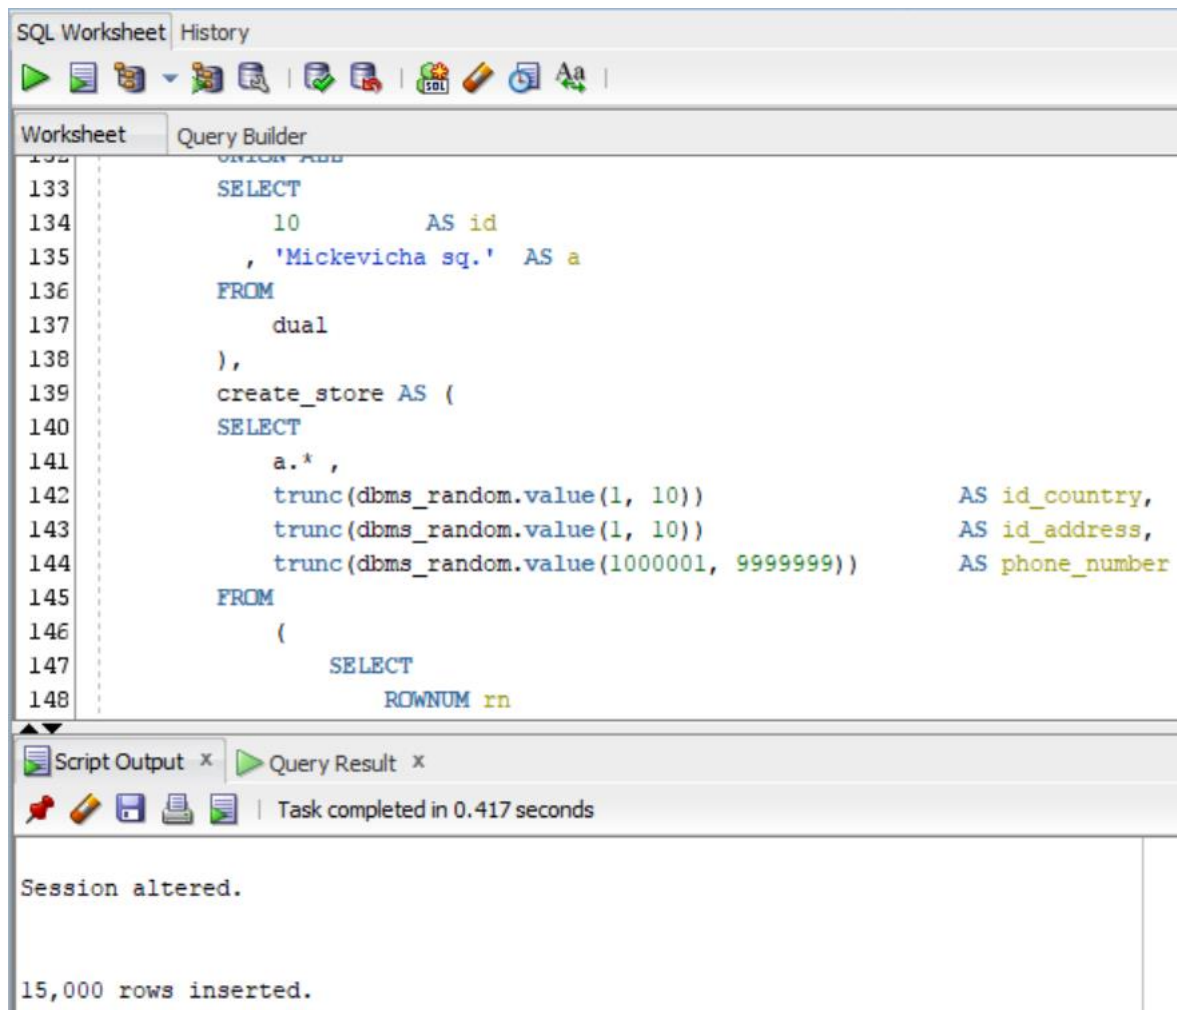 SQL Worksheet History
Worksheet Query Builder
133 SELECT
134 10 AS id
135 , 'Mickevicha sq.' AS a
136 FROM
137 dual
138 ),
139 create_store AS (
140 SELECT
141 a.* ,
142 trunc(dbms_random.value(1, 10)) AS id_country,
143 trunc(dbms_random.value(1, 10)) AS id_address,
144 trunc(dbms_random.value(1000001, 9999999)) AS phone_number
145 FROM
146 (
147 SELECT
148 ROWNUM rn
Script Output x Query Result x
Task completed in 0.417 seconds
Session altered.
15,000 rows inserted.